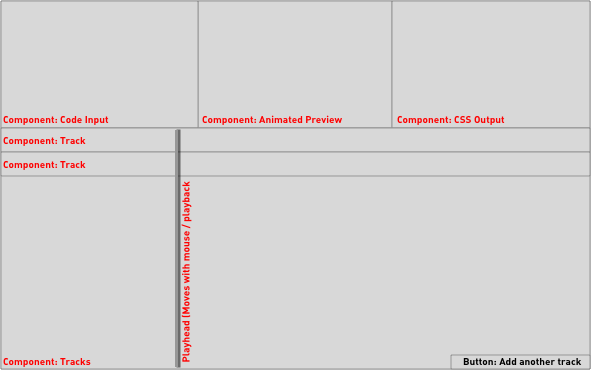 Component: Code Input
Component: Animated Preview
Component: CSS Output
Component: Track
Component: Track
Playhead (Moves with mouse / playback
Component: Tracks
Button: Add another track